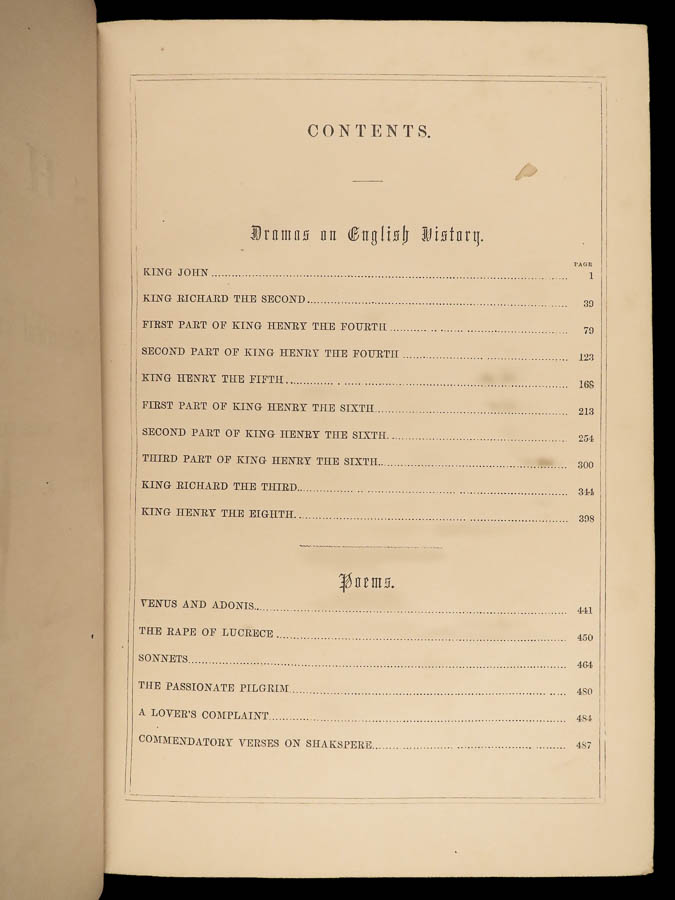 CONTENTS.
Dramas on English History.
PAGE
KING JOHN 1
KING RICHARD THE SECOND 39
FIRST PART OF KING HENRY THE FOURTH 79
SECOND PART OF KING HENRY THE FOURTH 123
KING HENRY THE FIFTH 168
FIRST PART OF KING HENRY THE SIXTH 213
SECOND PART OF KING HENRY THE SIXTH 254
THIRD PART OF KING HENRY THE SIXTH 300
KING RICHARD THE THIRD 344
KING HENRY THE EIGHTH 398
Poems.
VENUS AND ADONIS 441
THE RAPE OF LUCRECE 450
SONNETS 464
THE PASSIONATE PILGRIM 480
A LOVER'S COMPLAINT 484
COMMENDATORY VERSES ON SHAKSPERE 487